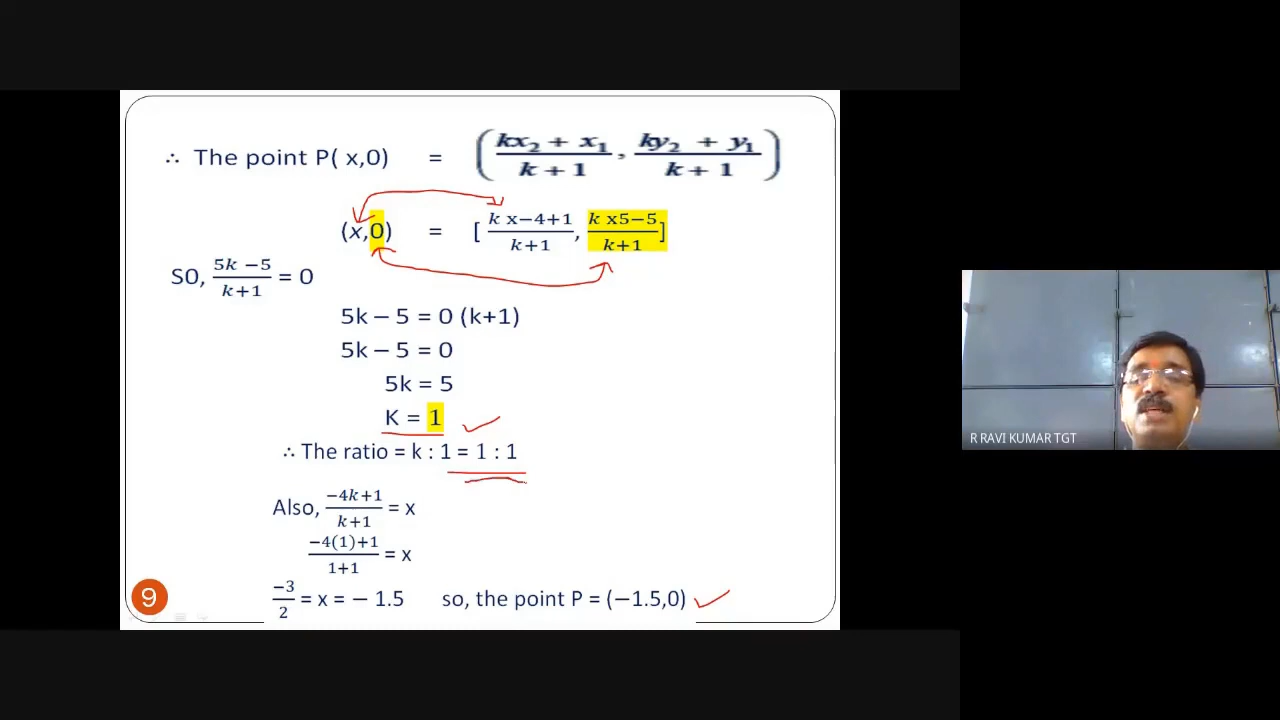 ∴ The point P( x,0) = (kx₂ + x₁ / k + 1 , ky₂ + y₁ / k + 1)
(x,0) = [ k x−4+1 / k+1 , k x5−5 / k+1 ]
S0, 5k −5 / k+1 = 0
5k − 5 = 0 (k+1)
5k − 5 = 0
5k = 5
K = 1
∴ The ratio = k : 1 = 1 : 1
Also, −4k+1 / k+1 = x
−4(1)+1 / 1+1 = x
−3 / 2 = x = − 1.5 so, the point P = (−1.5,0)
9
R RAVI KUMAR TGT